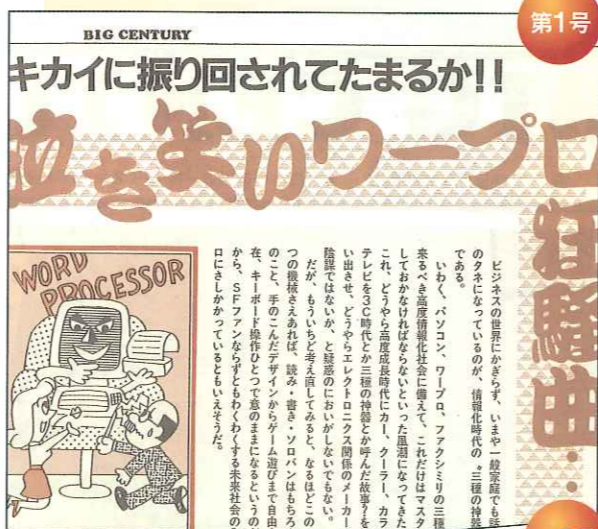 第1号
BIG CENTURY
キカイに振り回されてたまるか!!
泣き笑いワープロ狂騒曲…
ビジネスの世界にかぎらず、いまや一般家庭でも話
のタネになっているのが、情報化時代の〝三種の神器
である。
いわく、パソコン、ワープロ、ファクシミリの三種
来るべき高度情報化社会に備えて、これだけはマスタ
しておかなければならないといった風潮になってきた
これ、どうやら高度成長時代にカー、クーラー、カラ
テレビを3C時代とか三種の神器とか呼んだ故事?を
い出させ、どうやらエレクトロニクス関係のメーカー
陰謀ではないか、と疑惑のにおいがしないでもない。
だが、もういちど考え直してみると、なるほどこの
つの機械さえあれば、読み・書き・ソロバンはもちろ
のこと、手のこんだデザインからゲーム遊びまで自由
在、キーボード操作ひとつで意のままになるというの
から、SFファンならずともわくわくする未来社会の
ロにさしかかっているともいえそうだ。
WORD
PROCESSOR